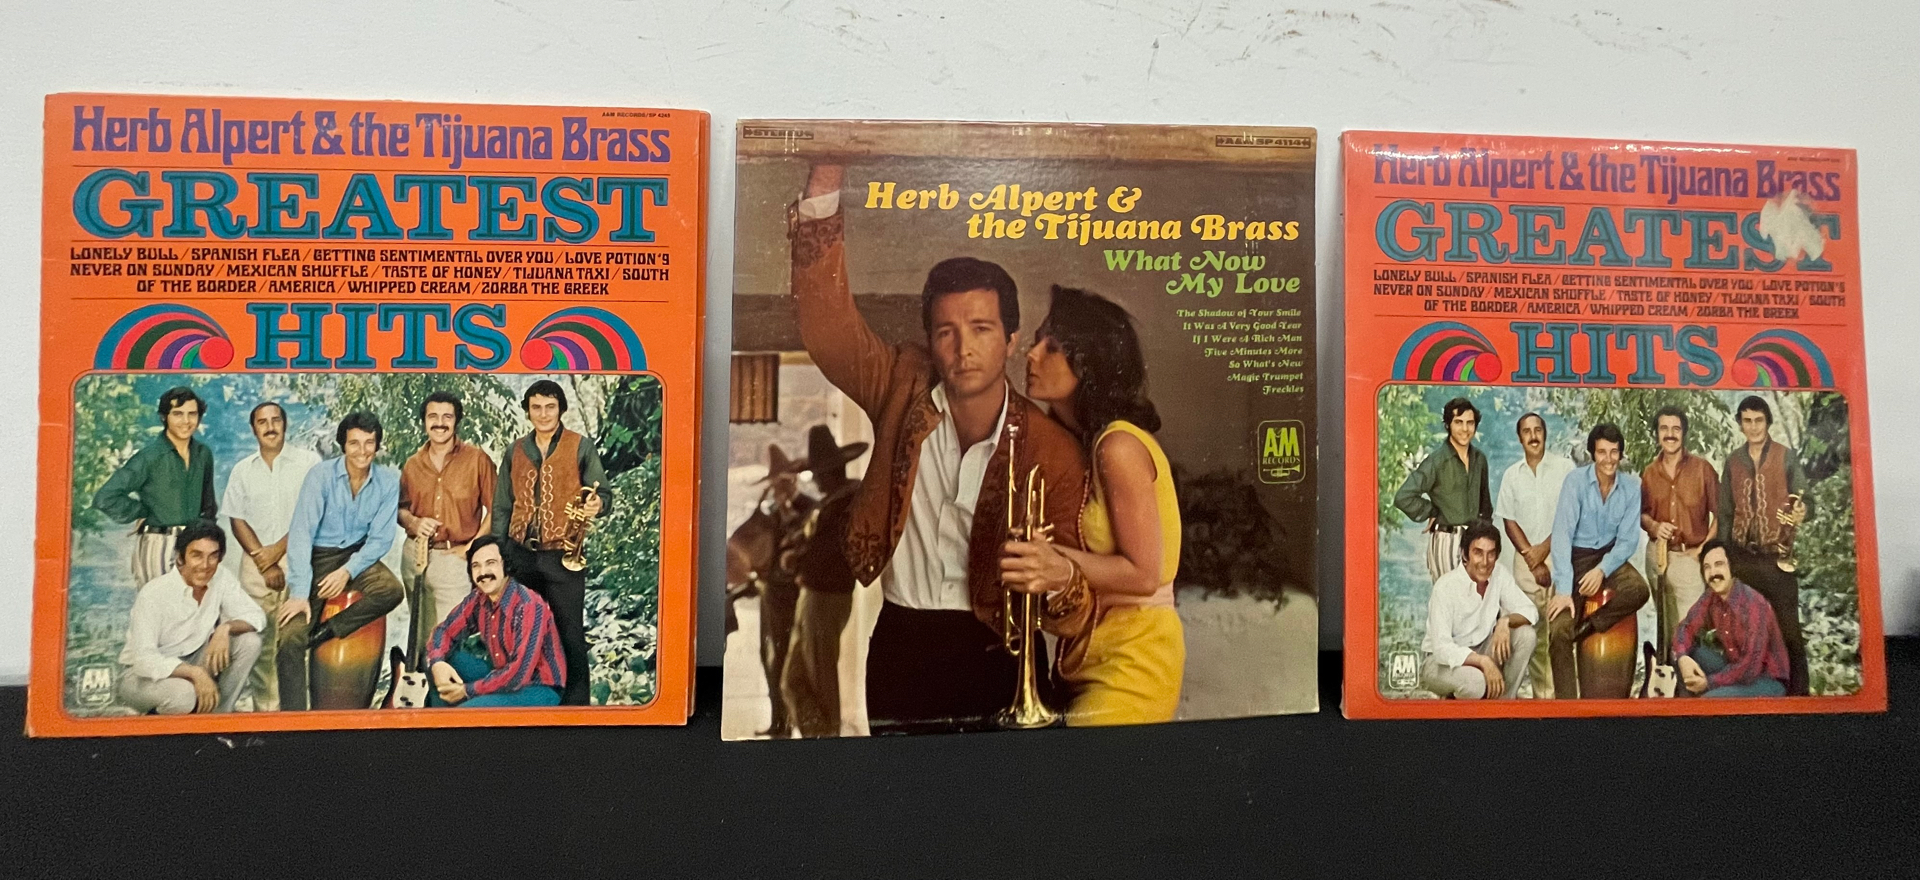 Herb Alpert & the Tijuana Brass
A&M RECORDS/SP 4245
GREATEST
LONELY BULL / SPANISH FLEA / GETTING SENTIMENTAL OVER YOU / LOVE POTION'9
NEVER ON SUNDAY / MEXICAN SHUFFLE / TASTE OF HONEY / TIJUANA TAXI / SOUTH
OF THE BORDER / AMERICA / WHIPPED CREAM / ZORBA THE GREEK
HITS
A&M
RECORDS
STEREO
A&M SP 4114
Herb Alpert &
the Tijuana Brass
What Now
My Love
The Shadow of Your Smile
It Was A Very Good Year
If I Were A Rich Man
Five Minutes More
So What's New
Magic Trumpet
Freckles
A&M
RECORDS
Herb Alpert & the Tijuana Brass
GREATEST
LONELY BULL / SPANISH FLEA / GETTING SENTIMENTAL OVER YOU / LOVE POTION'9
NEVER ON SUNDAY / MEXICAN SHUFFLE / TASTE OF HONEY / TIJUANA TAXI / SOUTH
OF THE BORDER / AMERICA / WHIPPED CREAM / ZORBA THE GREEK
HITS
A&M